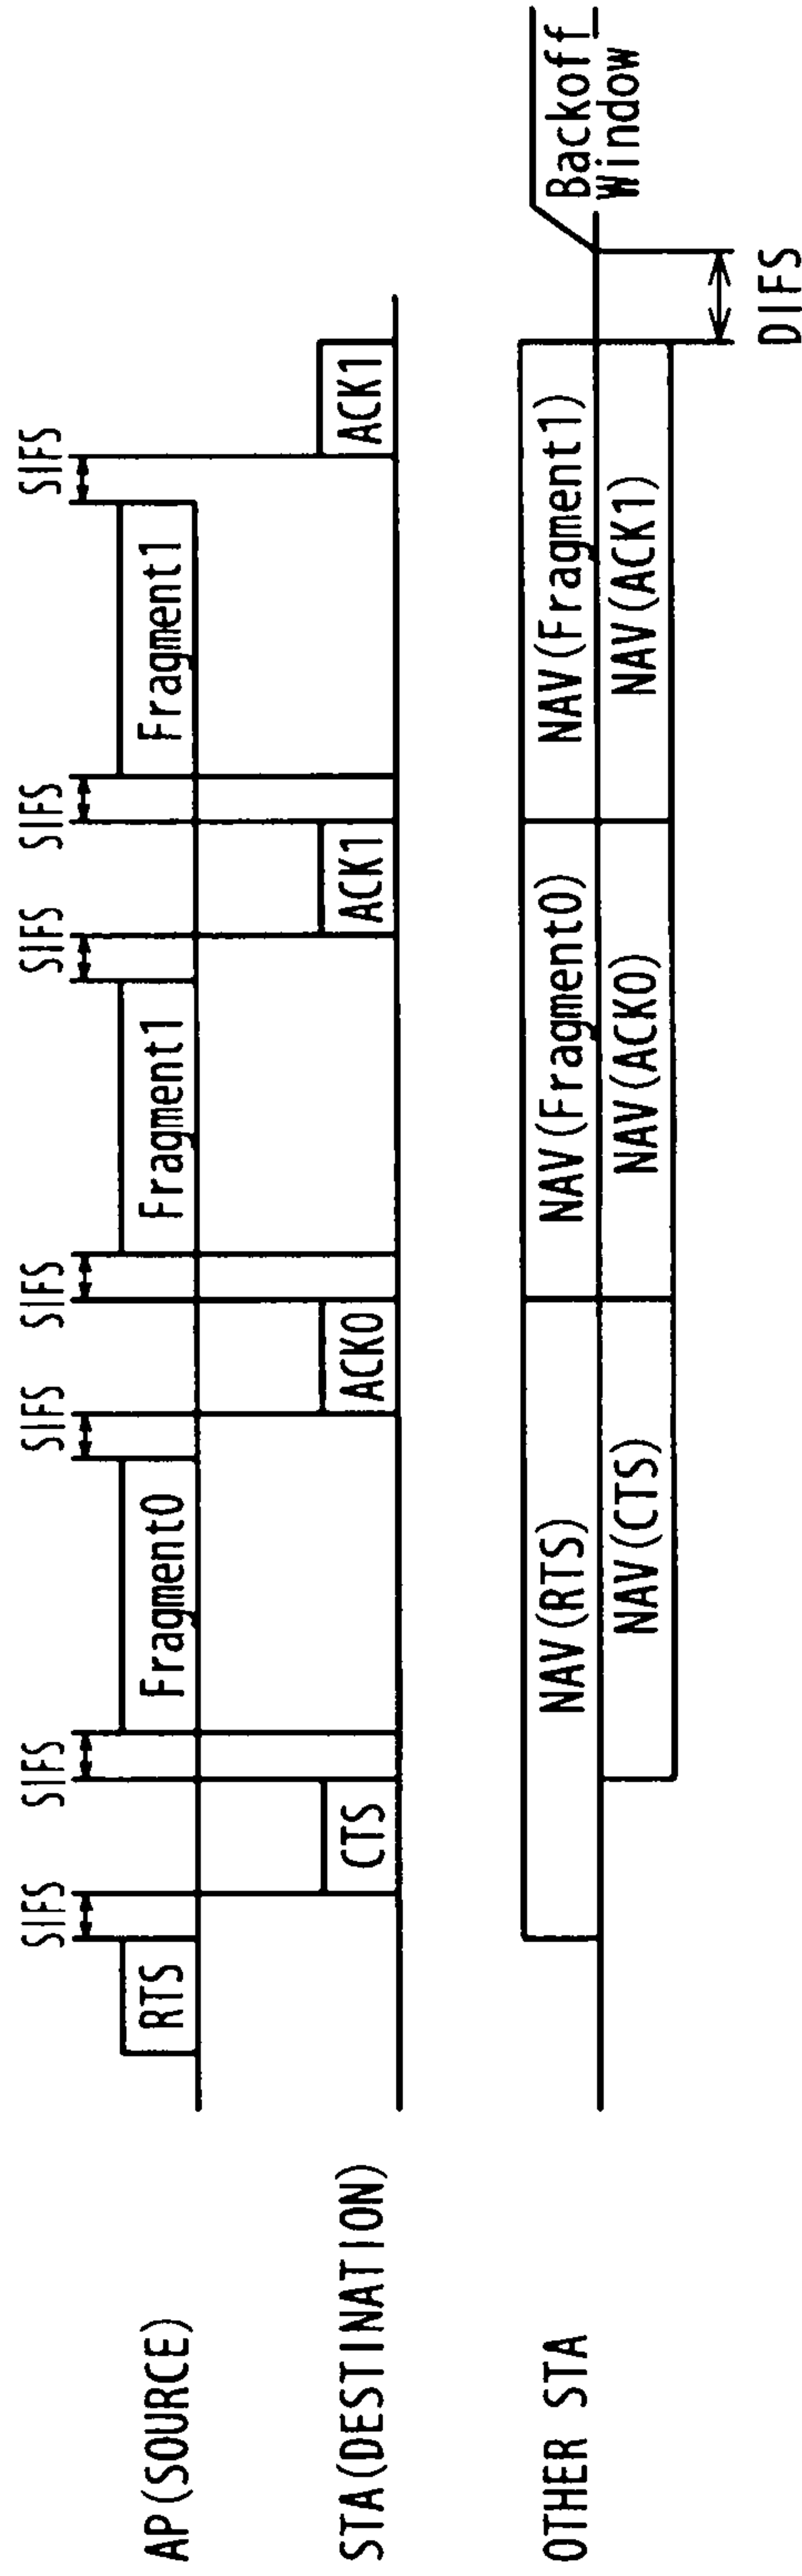 SIFS SIFS SIFS SIFS SIFS SIFS SIFS
AP(SOURCE) RTS Fragment0 Fragment1 Fragment1
STA(DESTINATION) CTS ACK0 ACK1 ACK1
OTHER STA NAV(RTS) NAV(Fragment0) NAV(Fragment1) Backoff
NAV(CTS) NAV(ACK0) NAV(ACK1) Window
DIFS